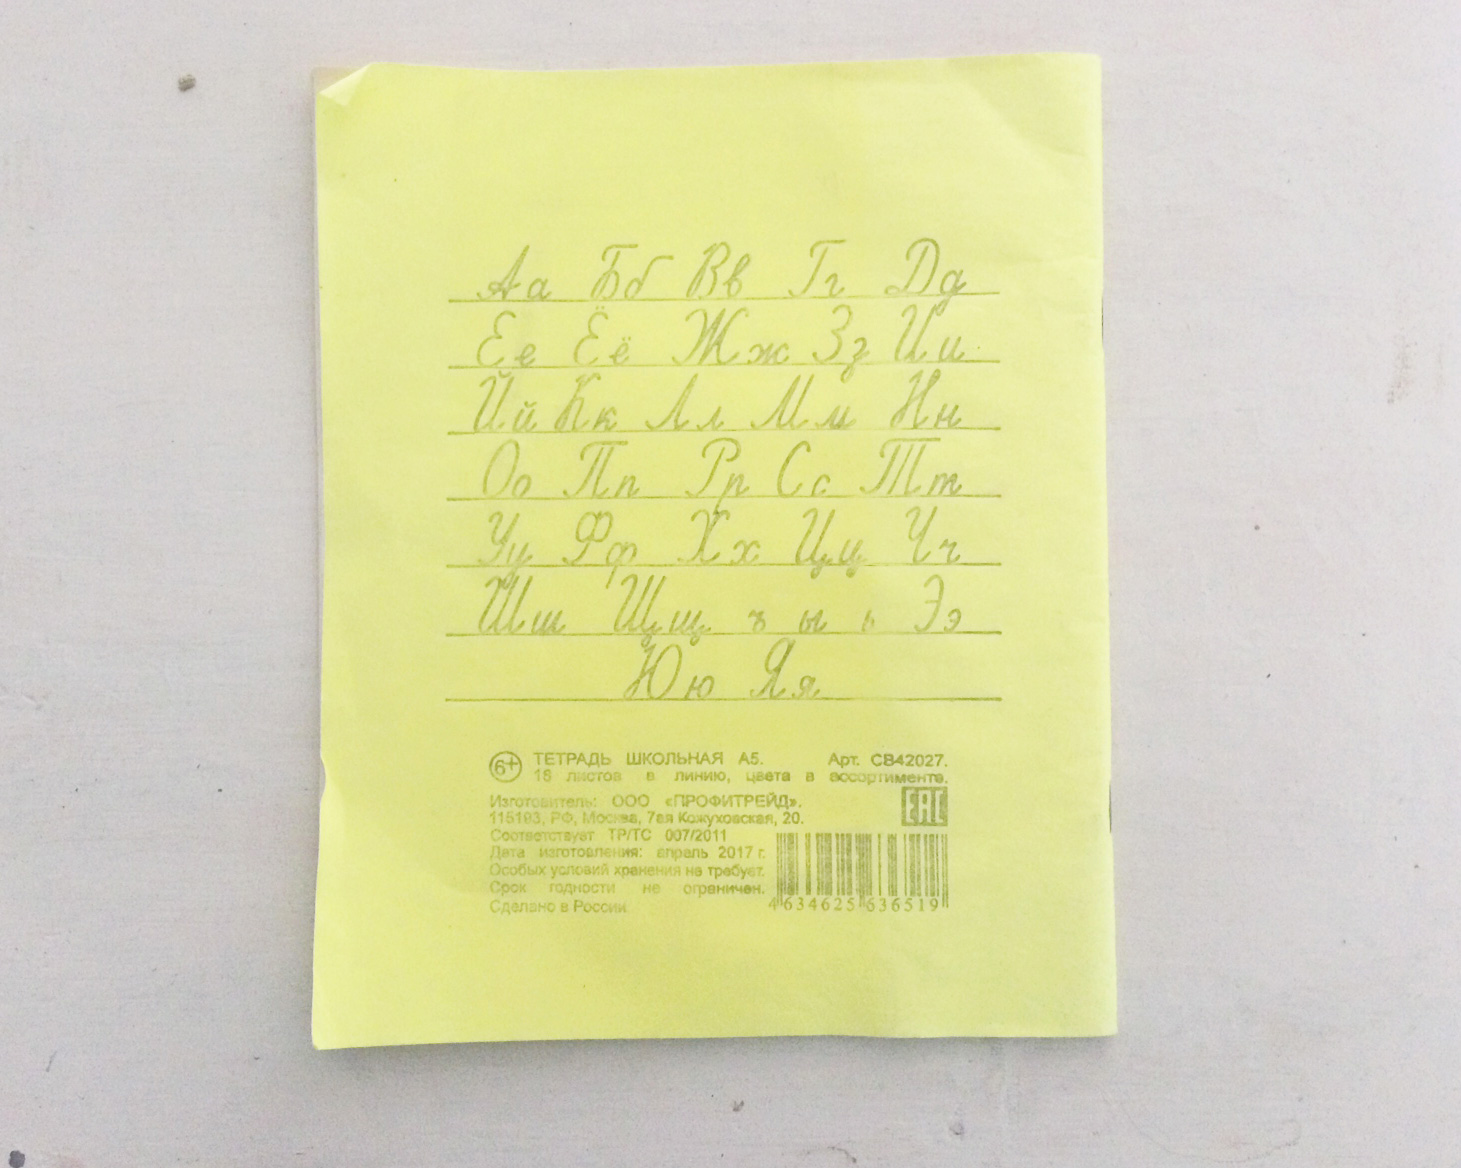 Аа Бб Вв Гг Дд
Ее Ёё Жж Зз Ии
Йй Кк Лл Мм Нн
Оо Пп Рр Сс Тт
Уу Фф Хх Цц Чч
Шш Щщ ъ ы ь Ээ
Юю Яя
6+ ТЕТРАДЬ ШКОЛЬНАЯ А5. Арт. СВ42027.
16 листов в линию, цвета в ассортименте.
Изготовитель: ООО «ПРОФИТРЕЙД».
115193, РФ, Москва, 7ая Кожуховская, 20.
Соответствует ТР/ТС 007/2011
Дата изготовления: апрель 2017 г.
Особых условий хранения не требует.
Срок годности не ограничен.
Сделано в России
EAC
4 634625 636519